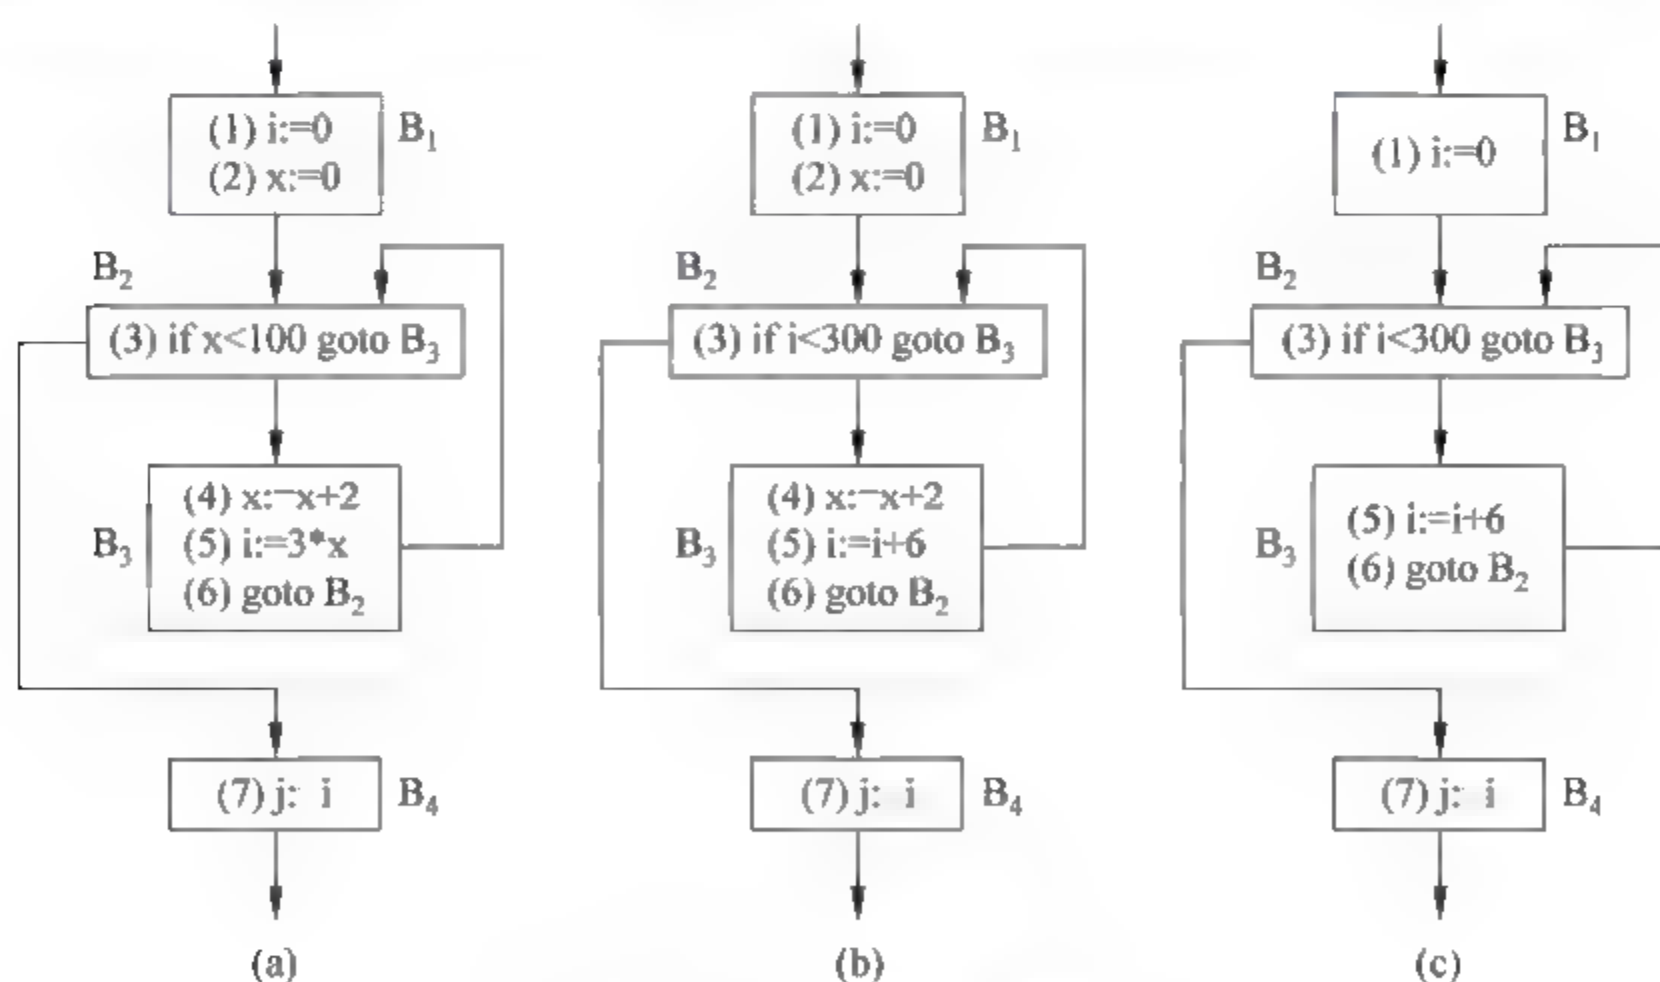 (1) i:=0
(2) x:=0
B1
B2
(3) if x<100 goto B3
(4) x:=x+2
(5) i:=3*x
(6) goto B2
B3
(7) j: i
B4
(a)
(1) i:=0
(2) x:=0
B1
B2
(3) if i<300 goto B3
(4) x:=x+2
(5) i:=i+6
(6) goto B2
B3
(7) j: i
B4
(b)
(1) i:=0
B1
B2
(3) if i<300 goto B3
(5) i:=i+6
(6) goto B2
B3
(7) j: i
B4
(c)